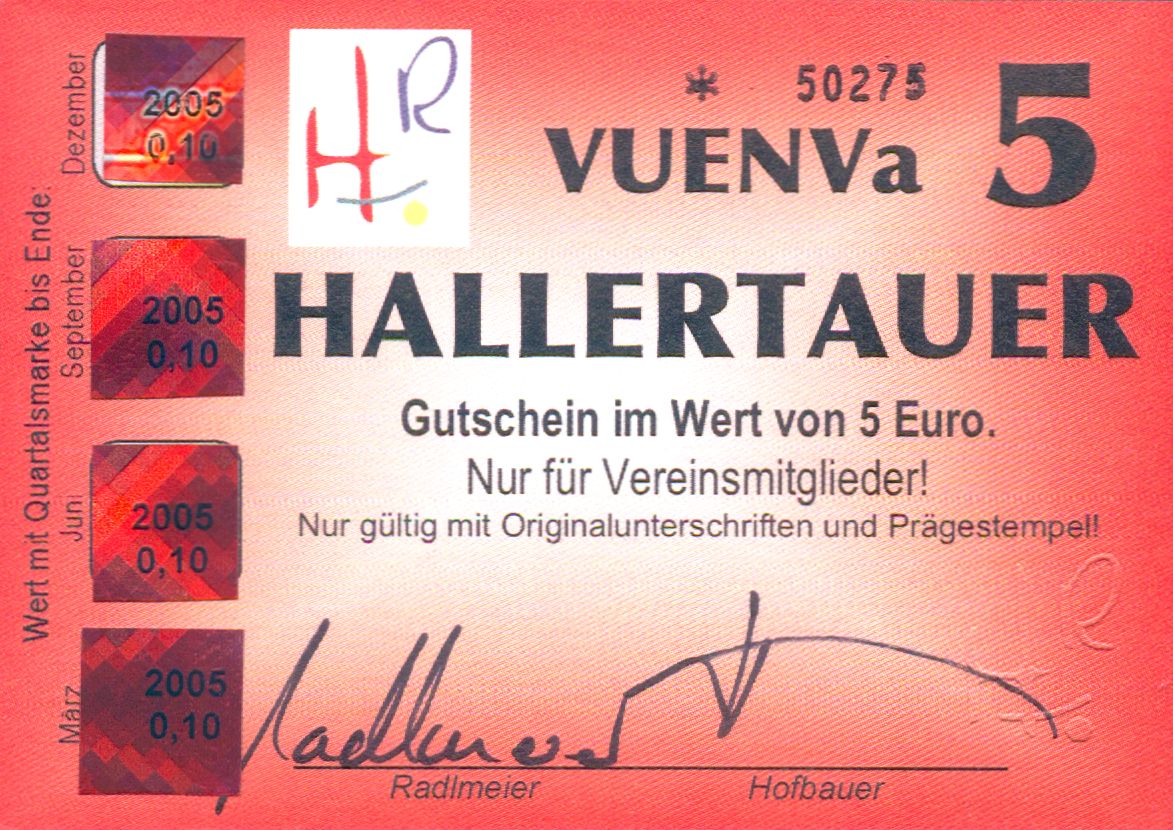 Wert mit Quartalsmarke bis Ende:
Dezember
2005
0,10
September
2005
0,10
Juni
2005
0,10
März
2005
0,10
HR
* 50275
VUENVa 5
HALLERTAUER
Gutschein im Wert von 5 Euro.
Nur für Vereinsmitglieder!
Nur gültig mit Originalunterschriften und Prägestempel!
HR
Radlmeier
Radlmeier Hofbauer